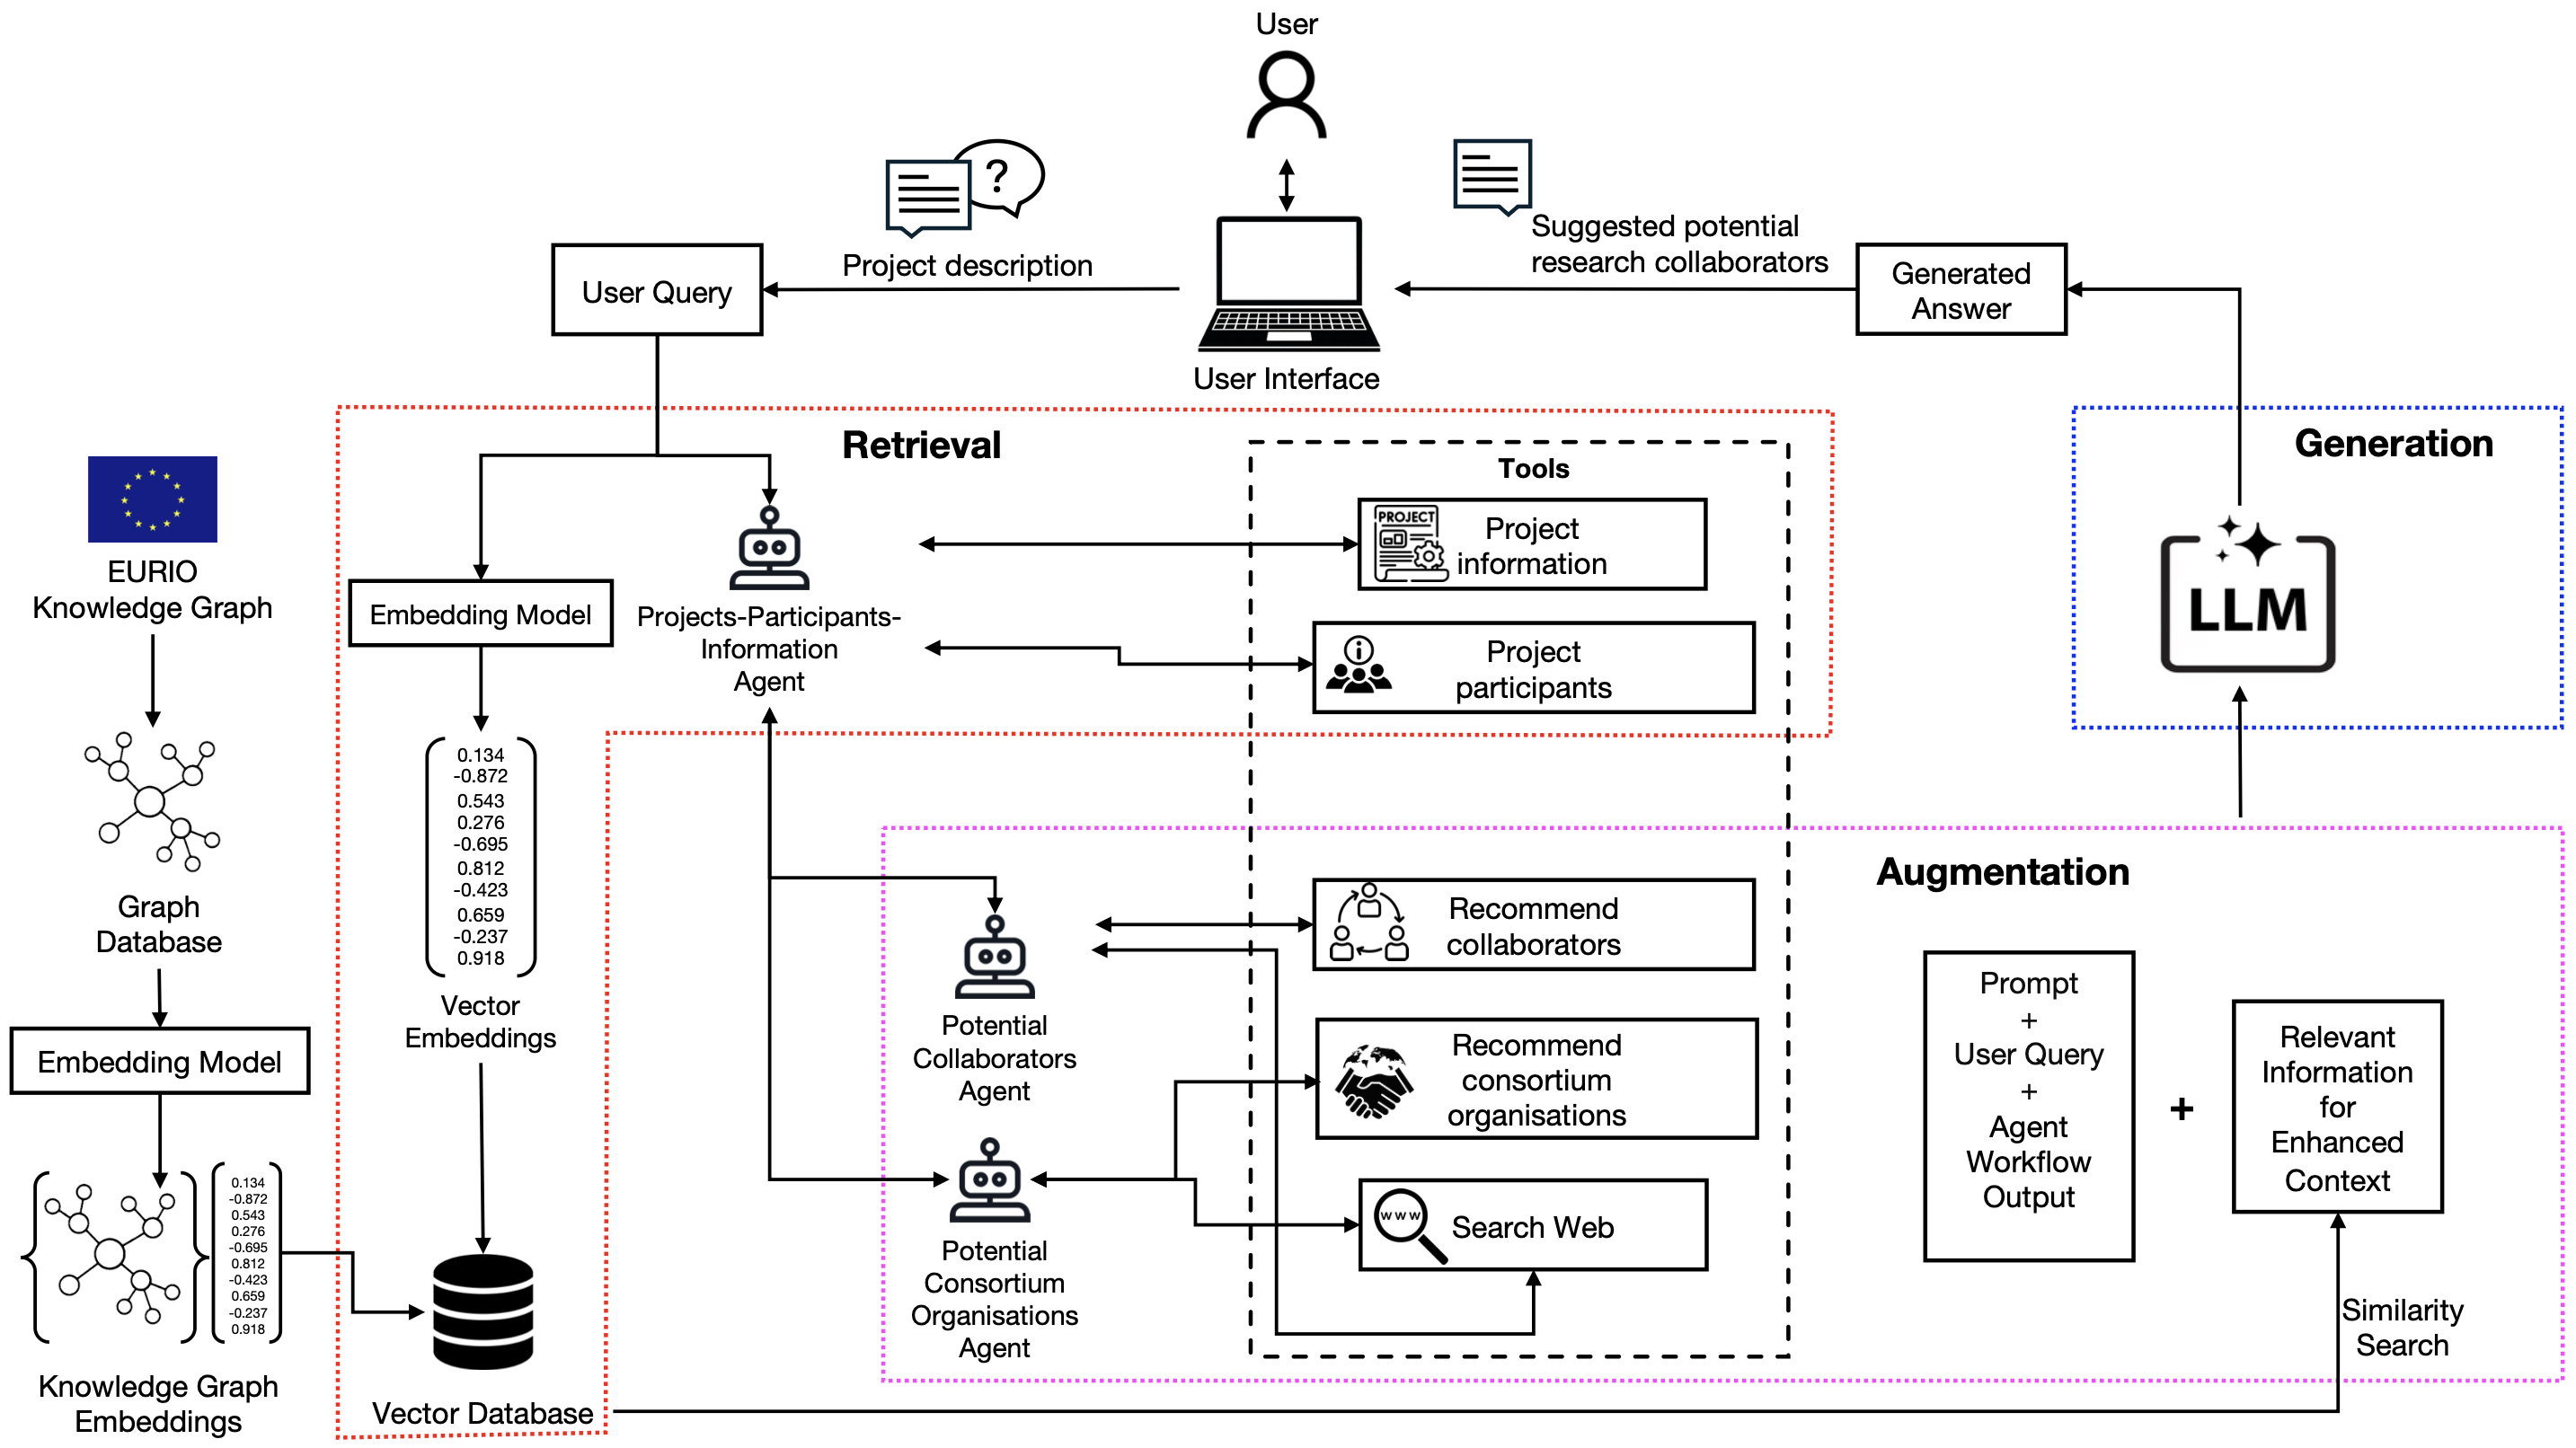 User
?
Project description
User Query
User Interface
Suggested potential
research collaborators
Generated
Answer
Retrieval
Generation
Tools
EURIO
Knowledge Graph
Embedding Model
Projects-Participants-
Information
Agent
PROJECT
Project
information
Project
participants
LLM
0.134
-0.872
0.543
0.276
-0.695
0.812
-0.423
0.659
-0.237
0.918
Vector
Embeddings
Graph
Database
Embedding Model
0.134
-0.872
0.543
0.276
-0.695
0.812
-0.423
0.659
-0.237
0.918
Knowledge Graph
Embeddings
Vector Database
Augmentation
Potential
Collaborators
Agent
Recommend
collaborators
Potential
Consortium
Organisations
Agent
Recommend
consortium
organisations
www
Search Web
Prompt
+
User Query
+
Agent
Workflow
Output
+
Relevant
Information
for
Enhanced
Context
Similarity
Search